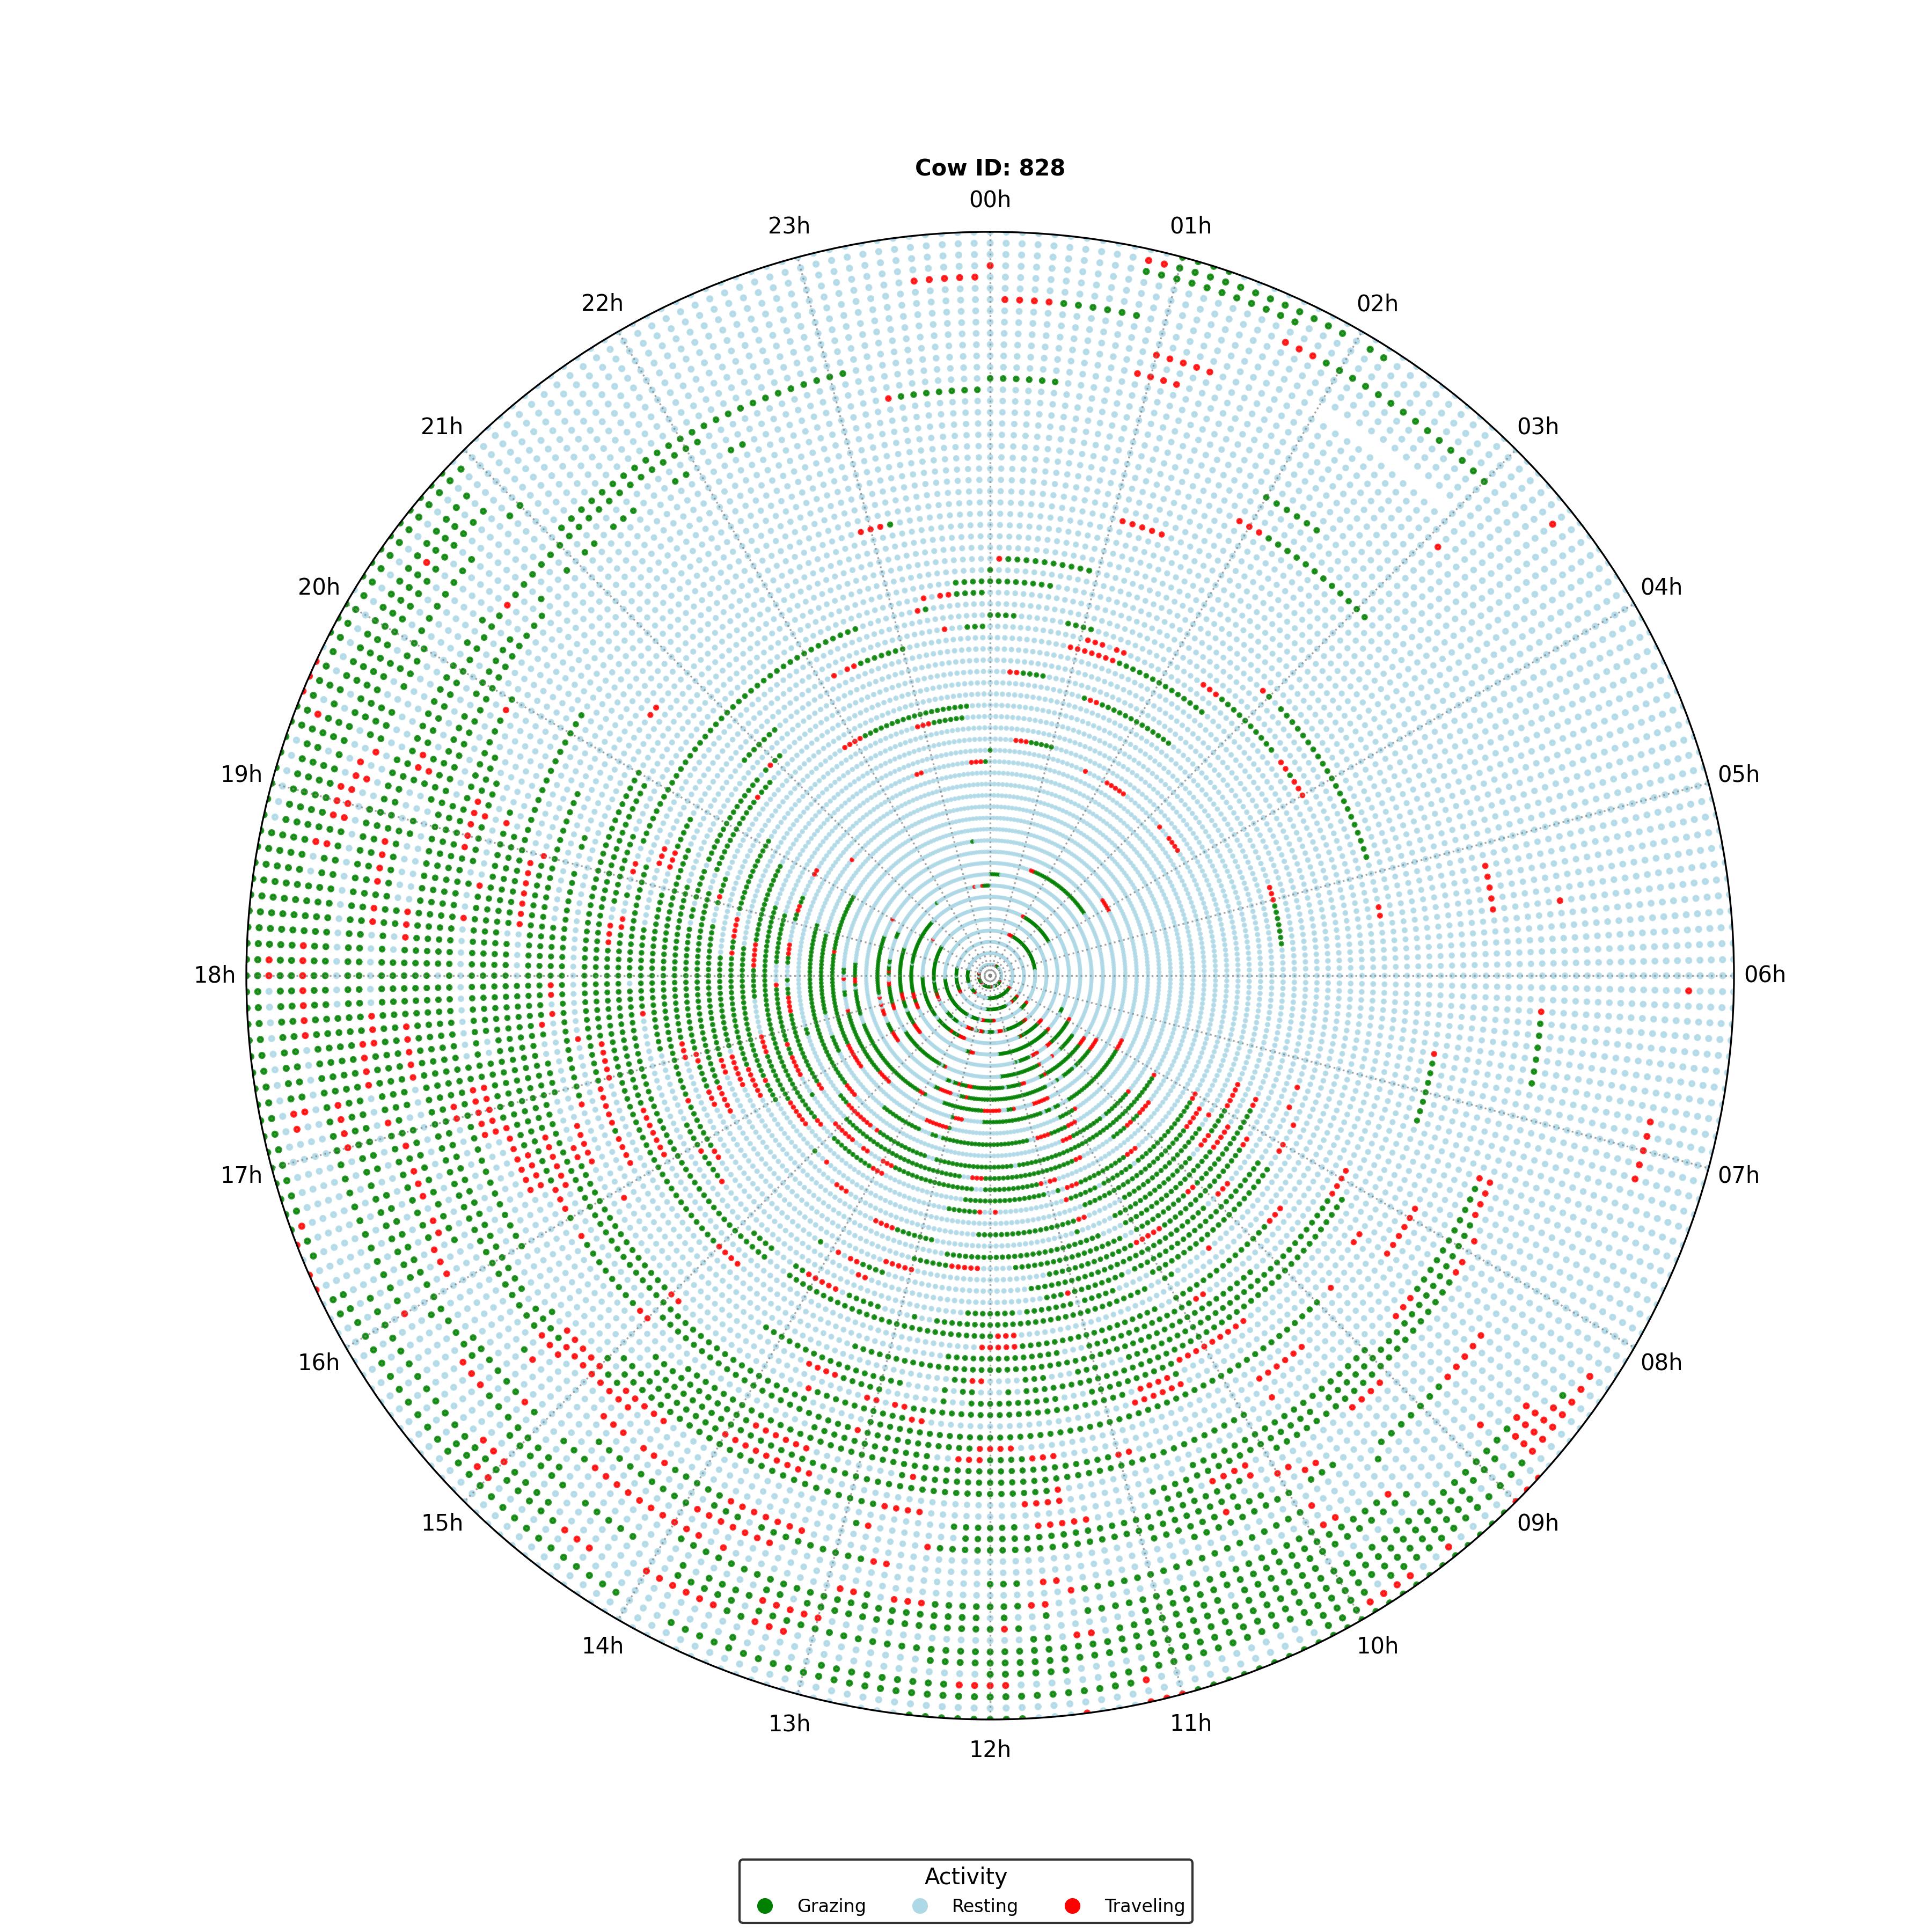 Cow ID: 828
00h
01h
02h
03h
04h
05h
06h
07h
08h
09h
10h
11h
12h
13h
14h
15h
16h
17h
18h
19h
20h
21h
22h
23h
Activity
Grazing Resting Traveling